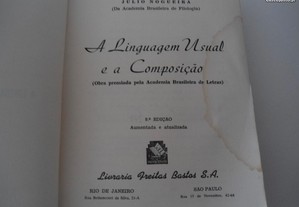 JULIO NOGUEIRA
(Da Academia Brasileira de Filologia)
A Linguagem Usual
e a Composição
(Obra premiada pela Academia Brasileira de Letras)
6.ª EDIÇÃO
Aumentada e atualizada
Livraria Freitas Bastos S.A.
RIO DE JANEIRO SÃO PAULO